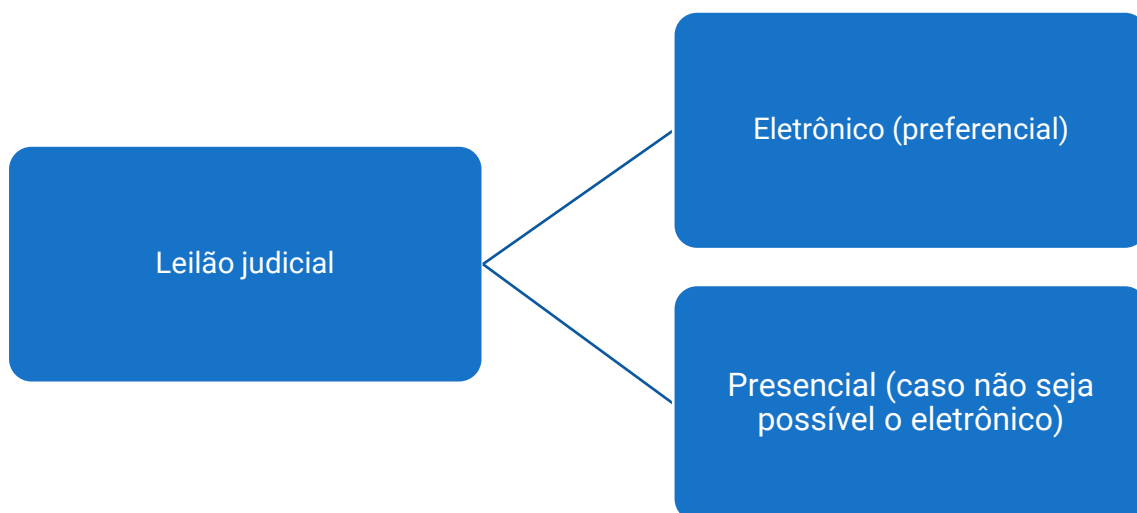 Eletrônico (preferencial)
Leilão judicial
Presencial (caso não seja
possível o eletrônico)